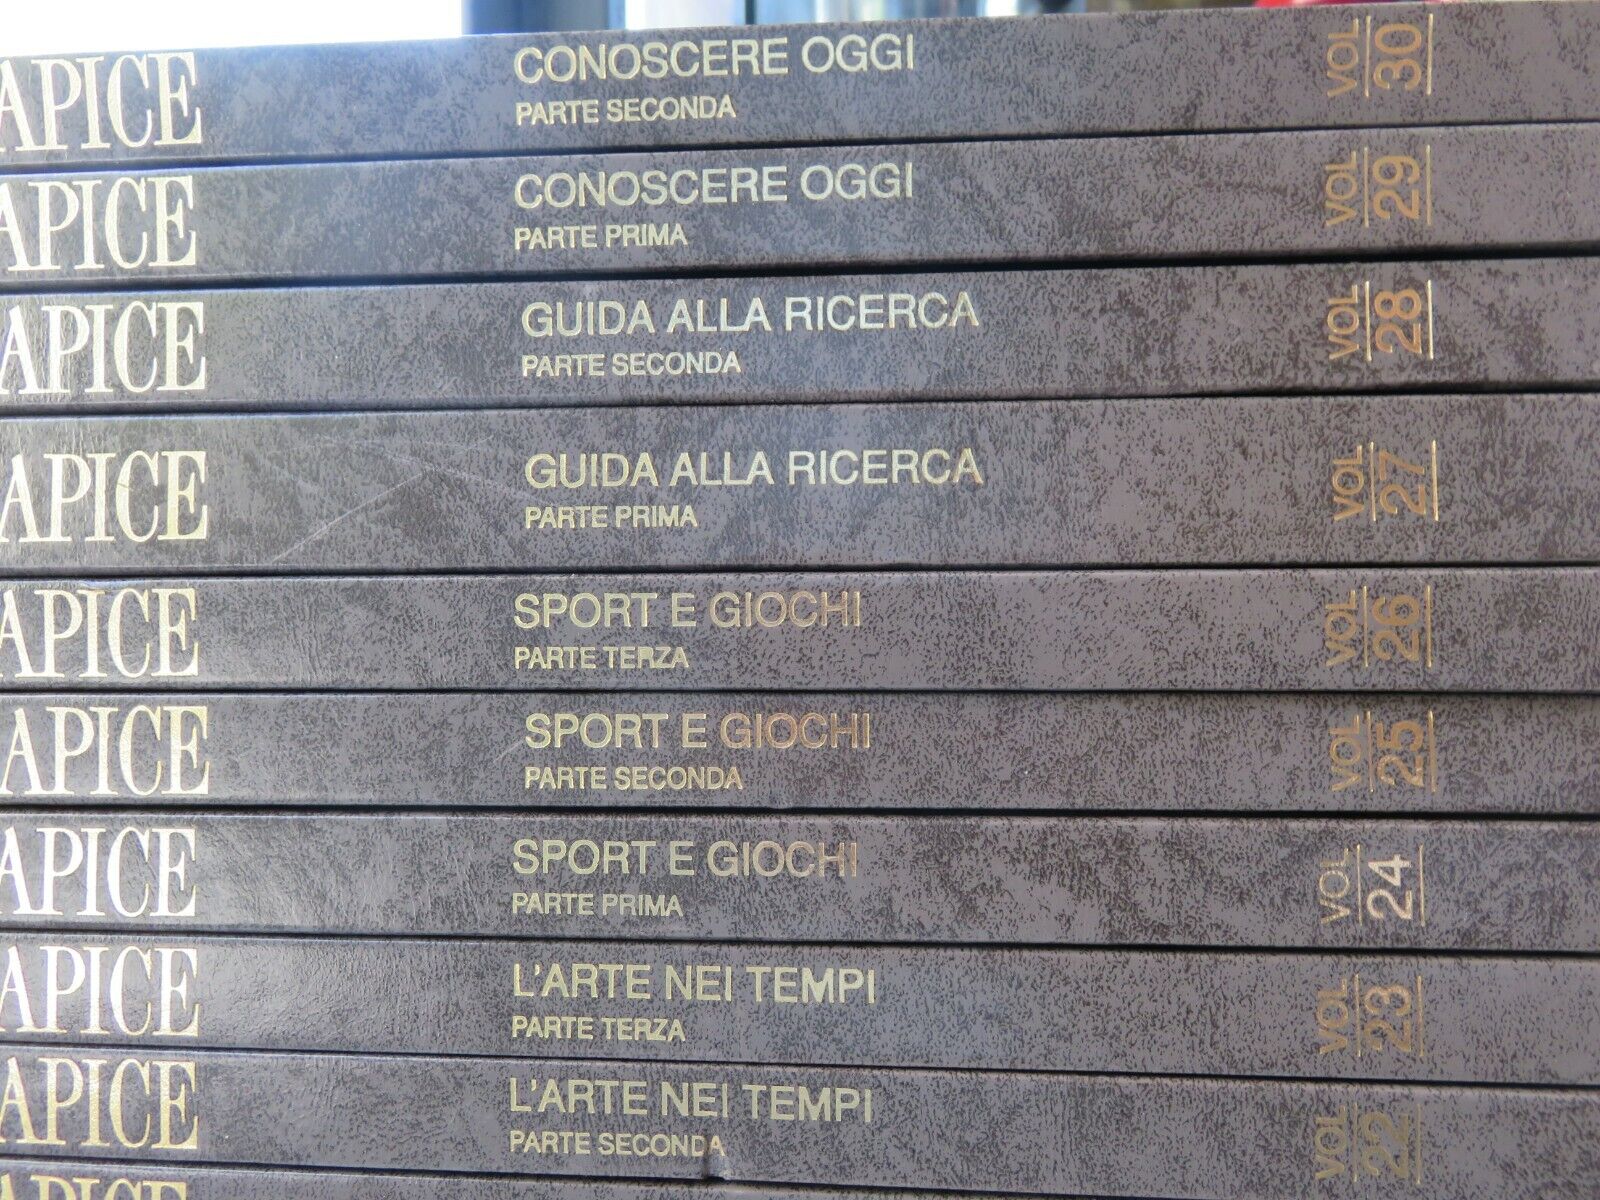 APICE CONOSCERE OGGI VOL 30
PARTE SECONDA
APICE CONOSCERE OGGI VOL 29
PARTE PRIMA
APICE GUIDA ALLA RICERCA VOL 28
PARTE SECONDA
APICE GUIDA ALLA RICERCA VOL 27
PARTE PRIMA
APICE SPORT E GIOCHI VOL 26
PARTE TERZA
APICE SPORT E GIOCHI VOL 25
PARTE SECONDA
APICE SPORT E GIOCHI VOL 24
PARTE PRIMA
APICE L'ARTE NEI TEMPI VOL 23
PARTE TERZA
APICE L'ARTE NEI TEMPI VOL 22
PARTE SECONDA
APICE